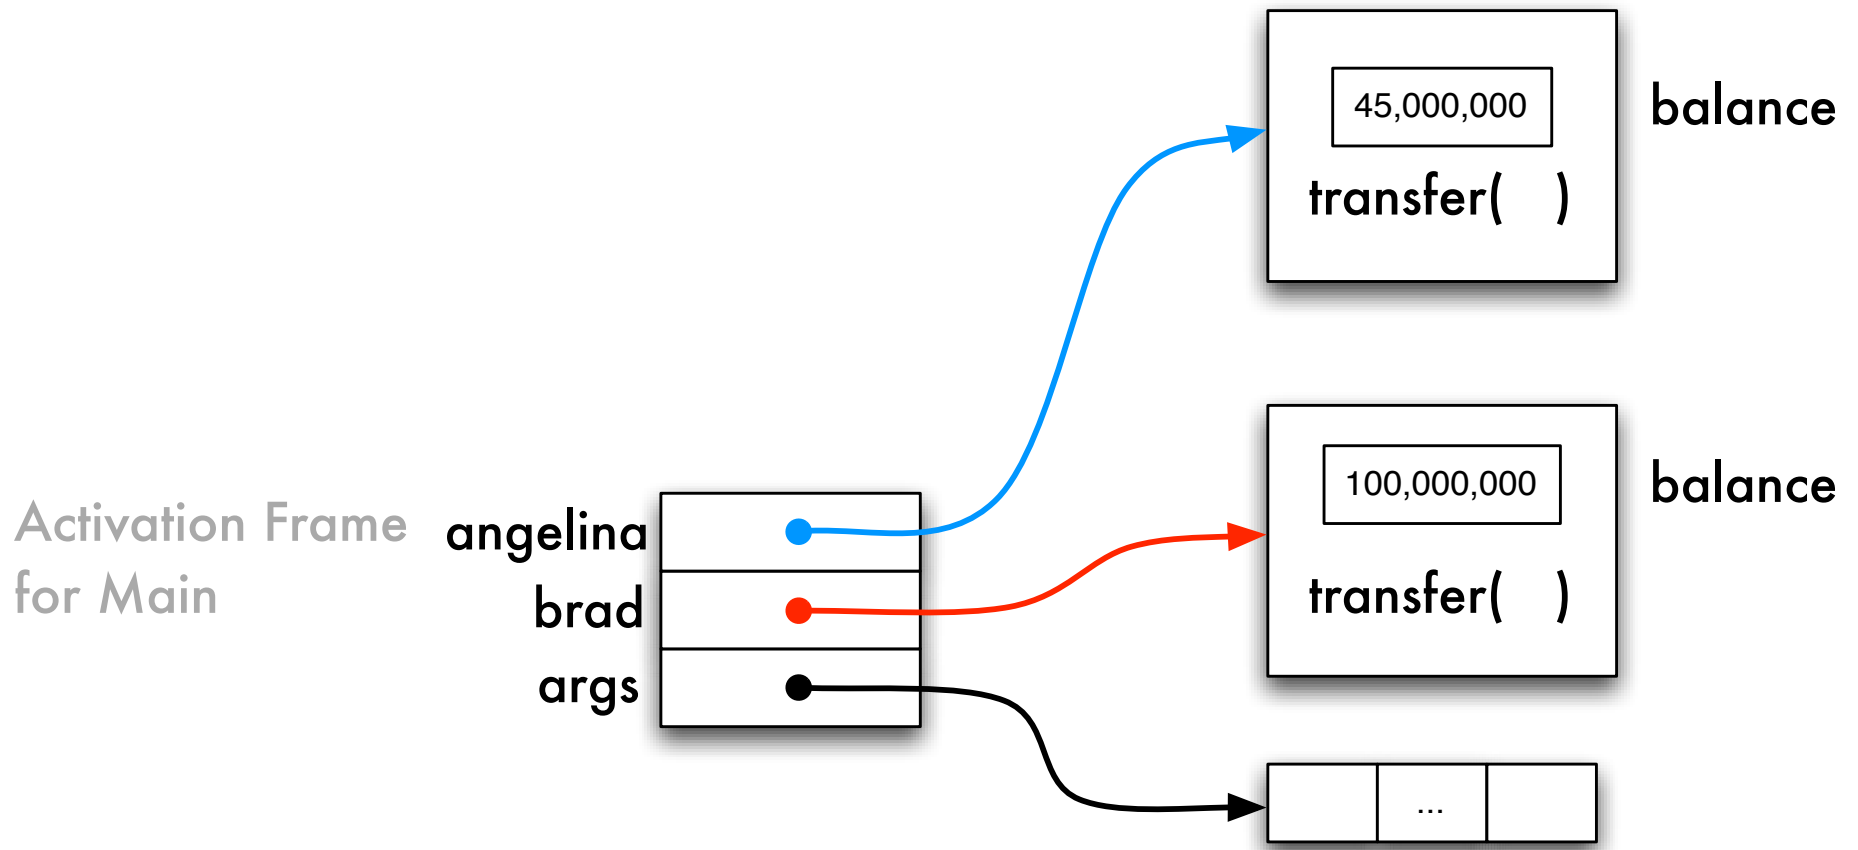 45,000,000
balance
transfer( )
Activation Frame
for Main
angelina
brad
args
100,000,000
balance
transfer( )
...